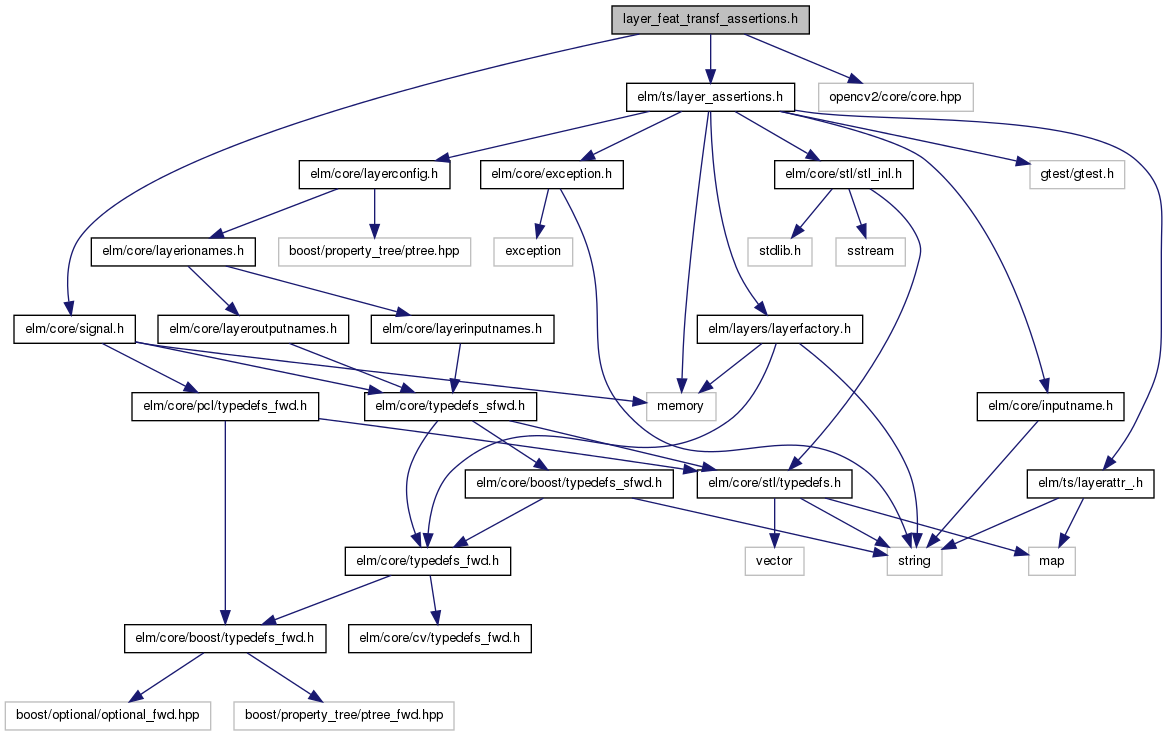 layer_feat_transf_assertions.h
elm/ts/layer_assertions.h
opencv2/core/core.hpp
elm/core/layerconfig.h
elm/core/exception.h
elm/core/stl/stl_inl.h
gtest/gtest.h
elm/core/layerionames.h
boost/property_tree/ptree.hpp
exception
stdlib.h
sstream
elm/core/signal.h
elm/core/layeroutputnames.h
elm/core/layerinputnames.h
elm/layers/layerfactory.h
elm/core/pcl/typedefs_fwd.h
elm/core/typedefs_sfwd.h
memory
elm/core/inputname.h
elm/core/boost/typedefs_sfwd.h
elm/core/stl/typedefs.h
elm/ts/layerattr_.h
elm/core/typedefs_fwd.h
vector
string
map
elm/core/boost/typedefs_fwd.h
elm/core/cv/typedefs_fwd.h
boost/optional/optional_fwd.hpp
boost/property_tree/ptree_fwd.hpp